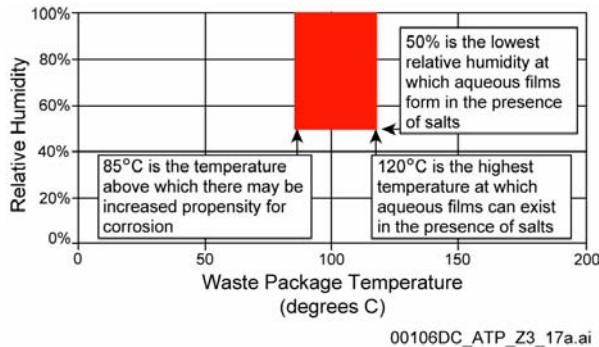 100%
80%
60%
40%
20%
0%
Relative Humidity
50% is the lowest
relative humidity at
which aqueous films
form in the presence
of salts
85°C is the temperature
above which there may be
increased propensity for
corrosion
120°C is the highest
temperature at which
aqueous films can exist
in the presence of salts
0
50
100
150
200
Waste Package Temperature
(degrees C)
00106DC_ATP_Z3_17a.ai